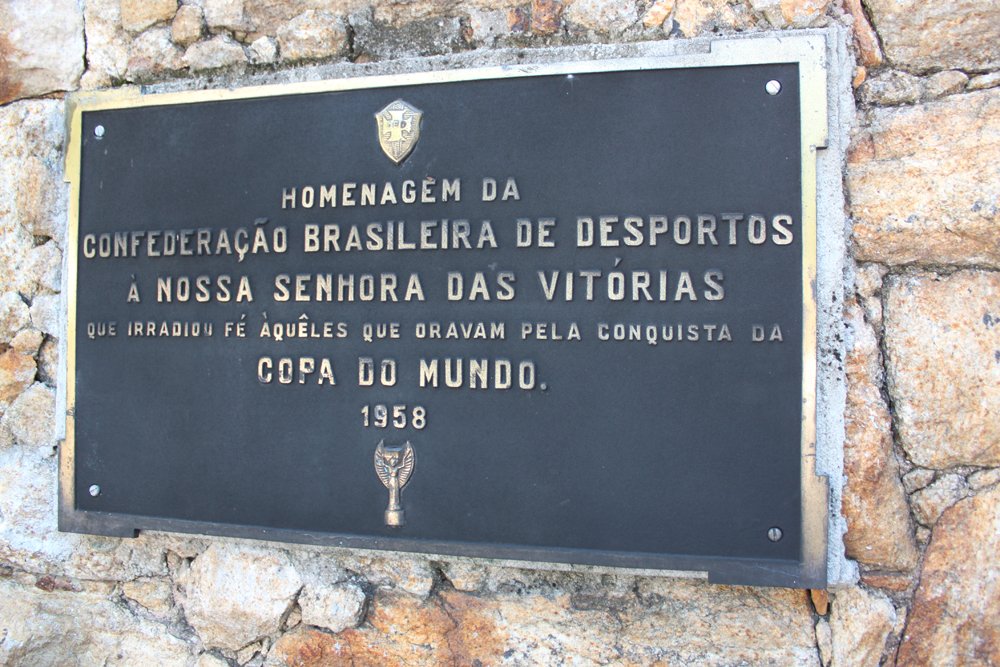 CBD
HOMENAGEM DA
CONFEDERAÇÃO BRASILEIRA DE DESPORTOS
À NOSSA SENHORA DAS VITÓRIAS
QUE IRRADIOU FÉ ÀQUÊLES QUE ORAVAM PELA CONQUISTA DA
COPA DO MUNDO.
1958